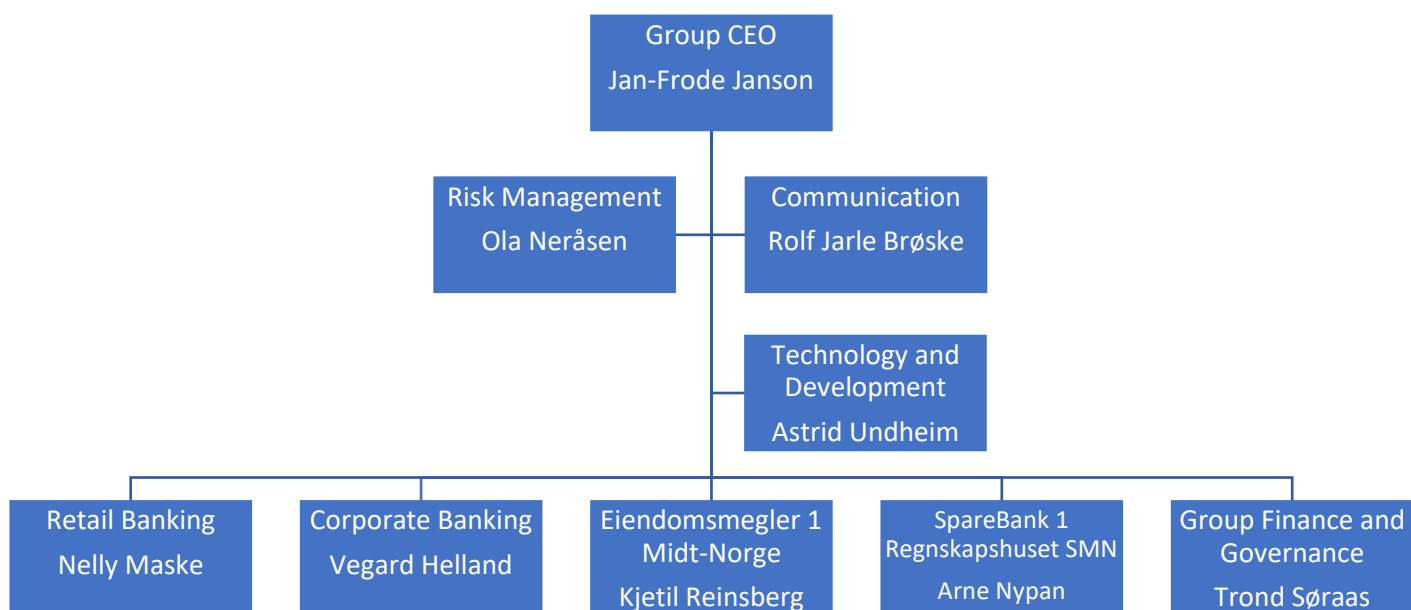 Group CEO
Jan-Frode Janson
Risk Management
Ola Neråsen
Communication
Rolf Jarle Brøske
Technology and
Development
Astrid Undheim
Retail Banking
Nelly Maske
Corporate Banking
Vegard Helland
Eiendomsmegler 1
Midt-Norge
Kjetil Reinsberg
SpareBank 1
Regnskapshuset SMN
Arne Nypan
Group Finance and
Governance
Trond Søraas